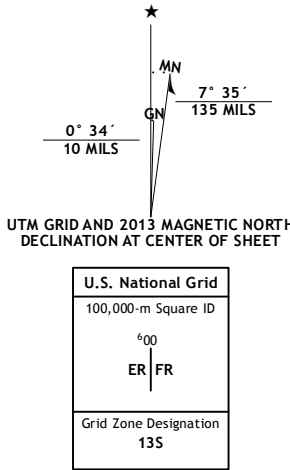 ★
MN
GN
7° 35´
135 MILS
0° 34´
10 MILS
UTM GRID AND 2013 MAGNETIC NORTH
DECLINATION AT CENTER OF SHEET
U.S. National Grid
100,000-m Square ID
⁶00
ER FR
Grid Zone Designation
13S